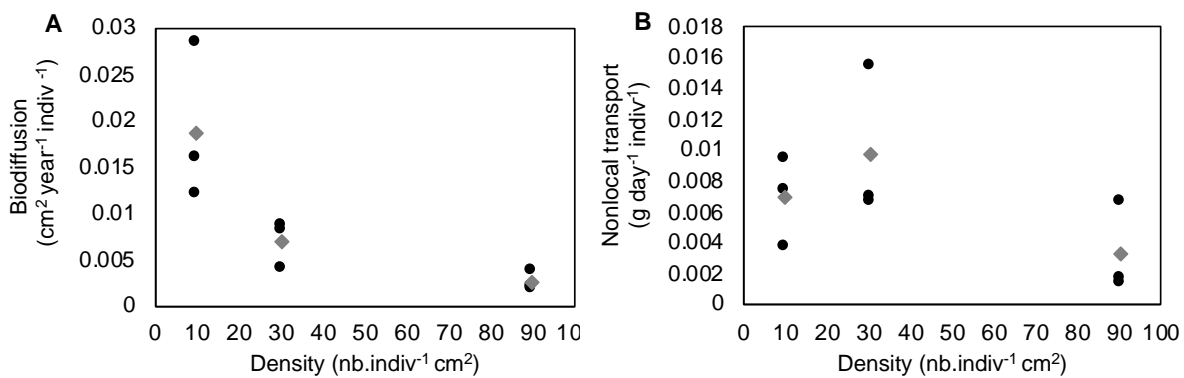 A
0.03
0.025
0.02
0.015
0.01
0.005
0
Biodiffusion
(cm² year⁻¹ indiv ⁻¹)
0 10 20 30 40 50 60 70 80 90 10
Density (nb.indiv⁻¹ cm²)
B
0.018
0.016
0.014
0.012
0.01
0.008
0.006
0.004
0.002
0
Nonlocal transport
(g day⁻¹ indiv⁻¹)
0 10 20 30 40 50 60 70 80 90 100
Density (nb.indiv⁻¹ cm²)